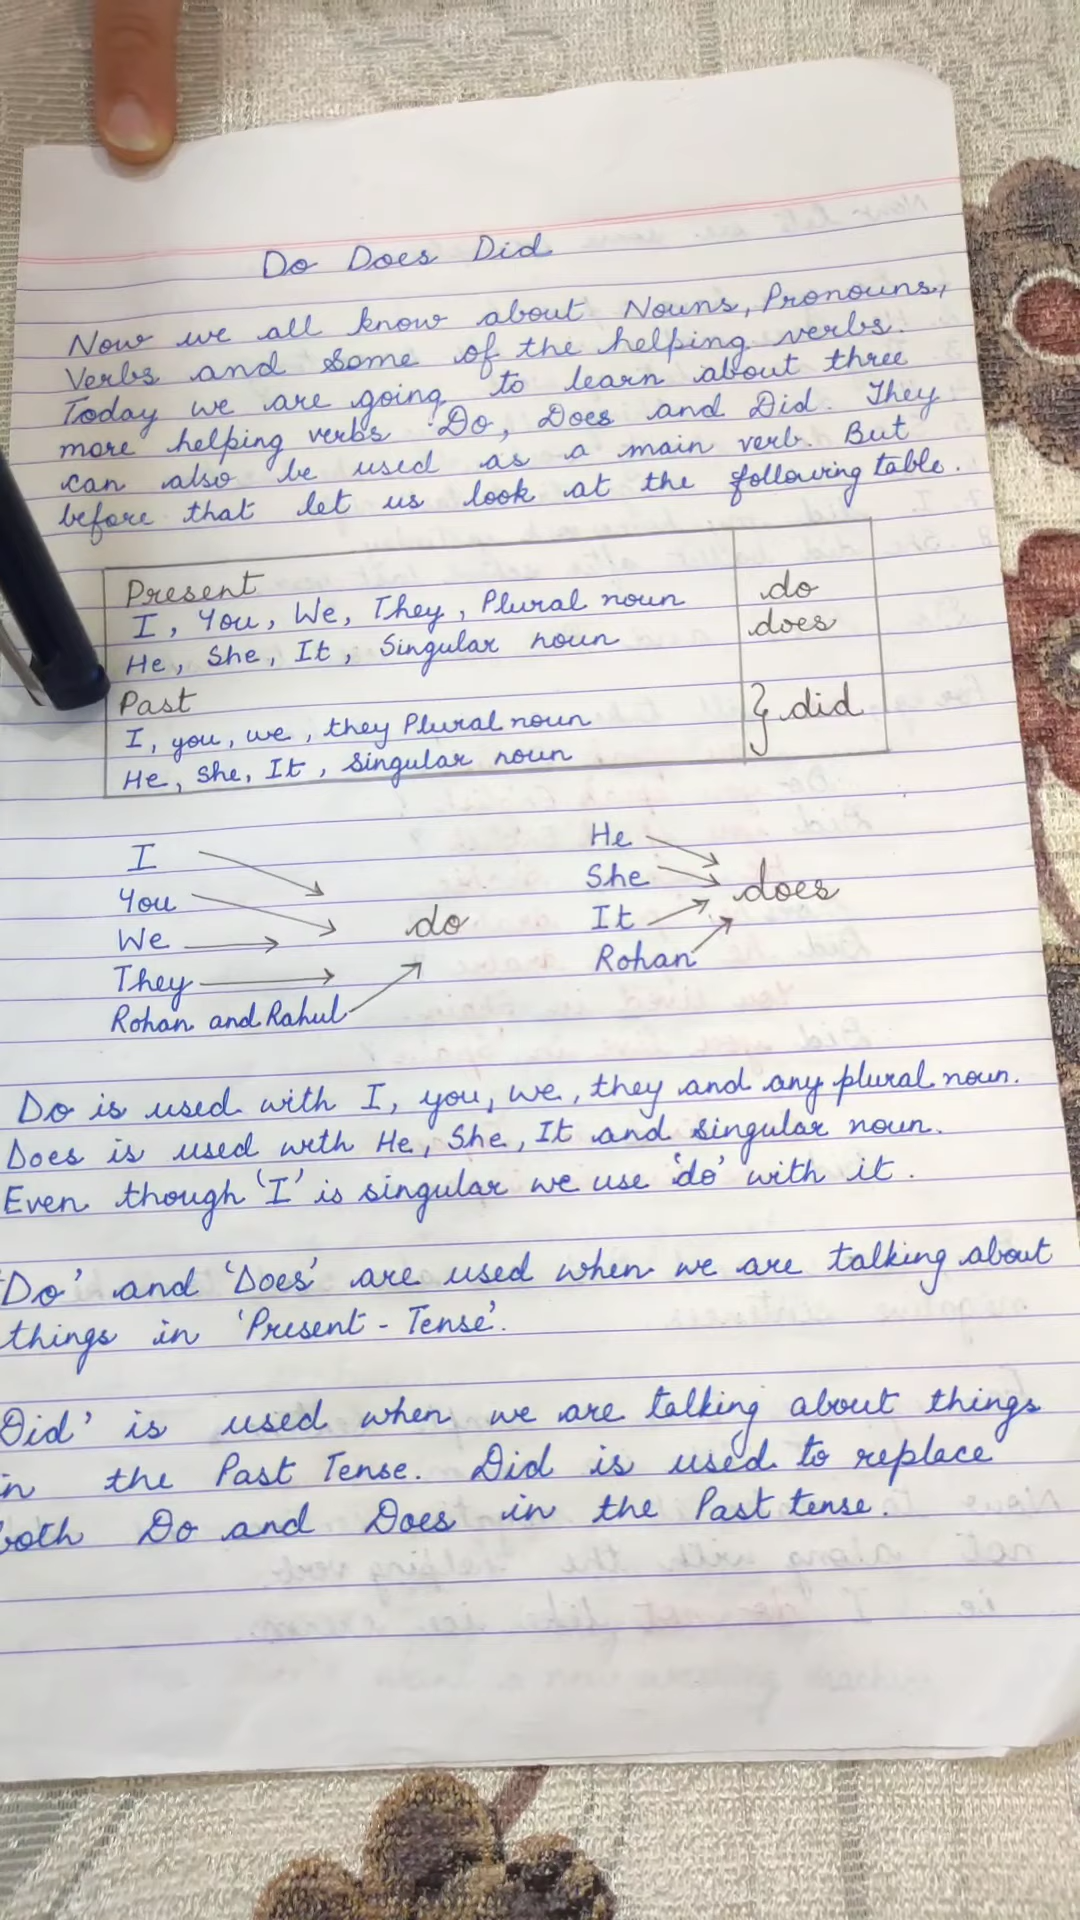 Do Does Did
Now we all know about Nouns, Pronouns,
Verbs and some of the helping verbs.
Today we are going to learn about three
more helping verbs Do, Does and Did. They
can also be used as a main verb. But
before that let us look at the following table.
Present
I, You, We, They, Plural noun do
He, She, It, Singular noun does
Past
I, you, we, they Plural noun } did
He, She, It, singular noun
I
You
We
They
Rohan and Rahul
do
He
She
It
Rohan
does
Do is used with I, you, we, they and any plural noun.
Does is used with He, She, It and singular noun.
Even though 'I' is singular we use 'do' with it.
'Do' and 'Does' are used when we are talking about
things in 'Present - Tense'.
Did' is used when we are talking about things
in the Past Tense. Did is used to replace
both Do and Does in the Past tense.